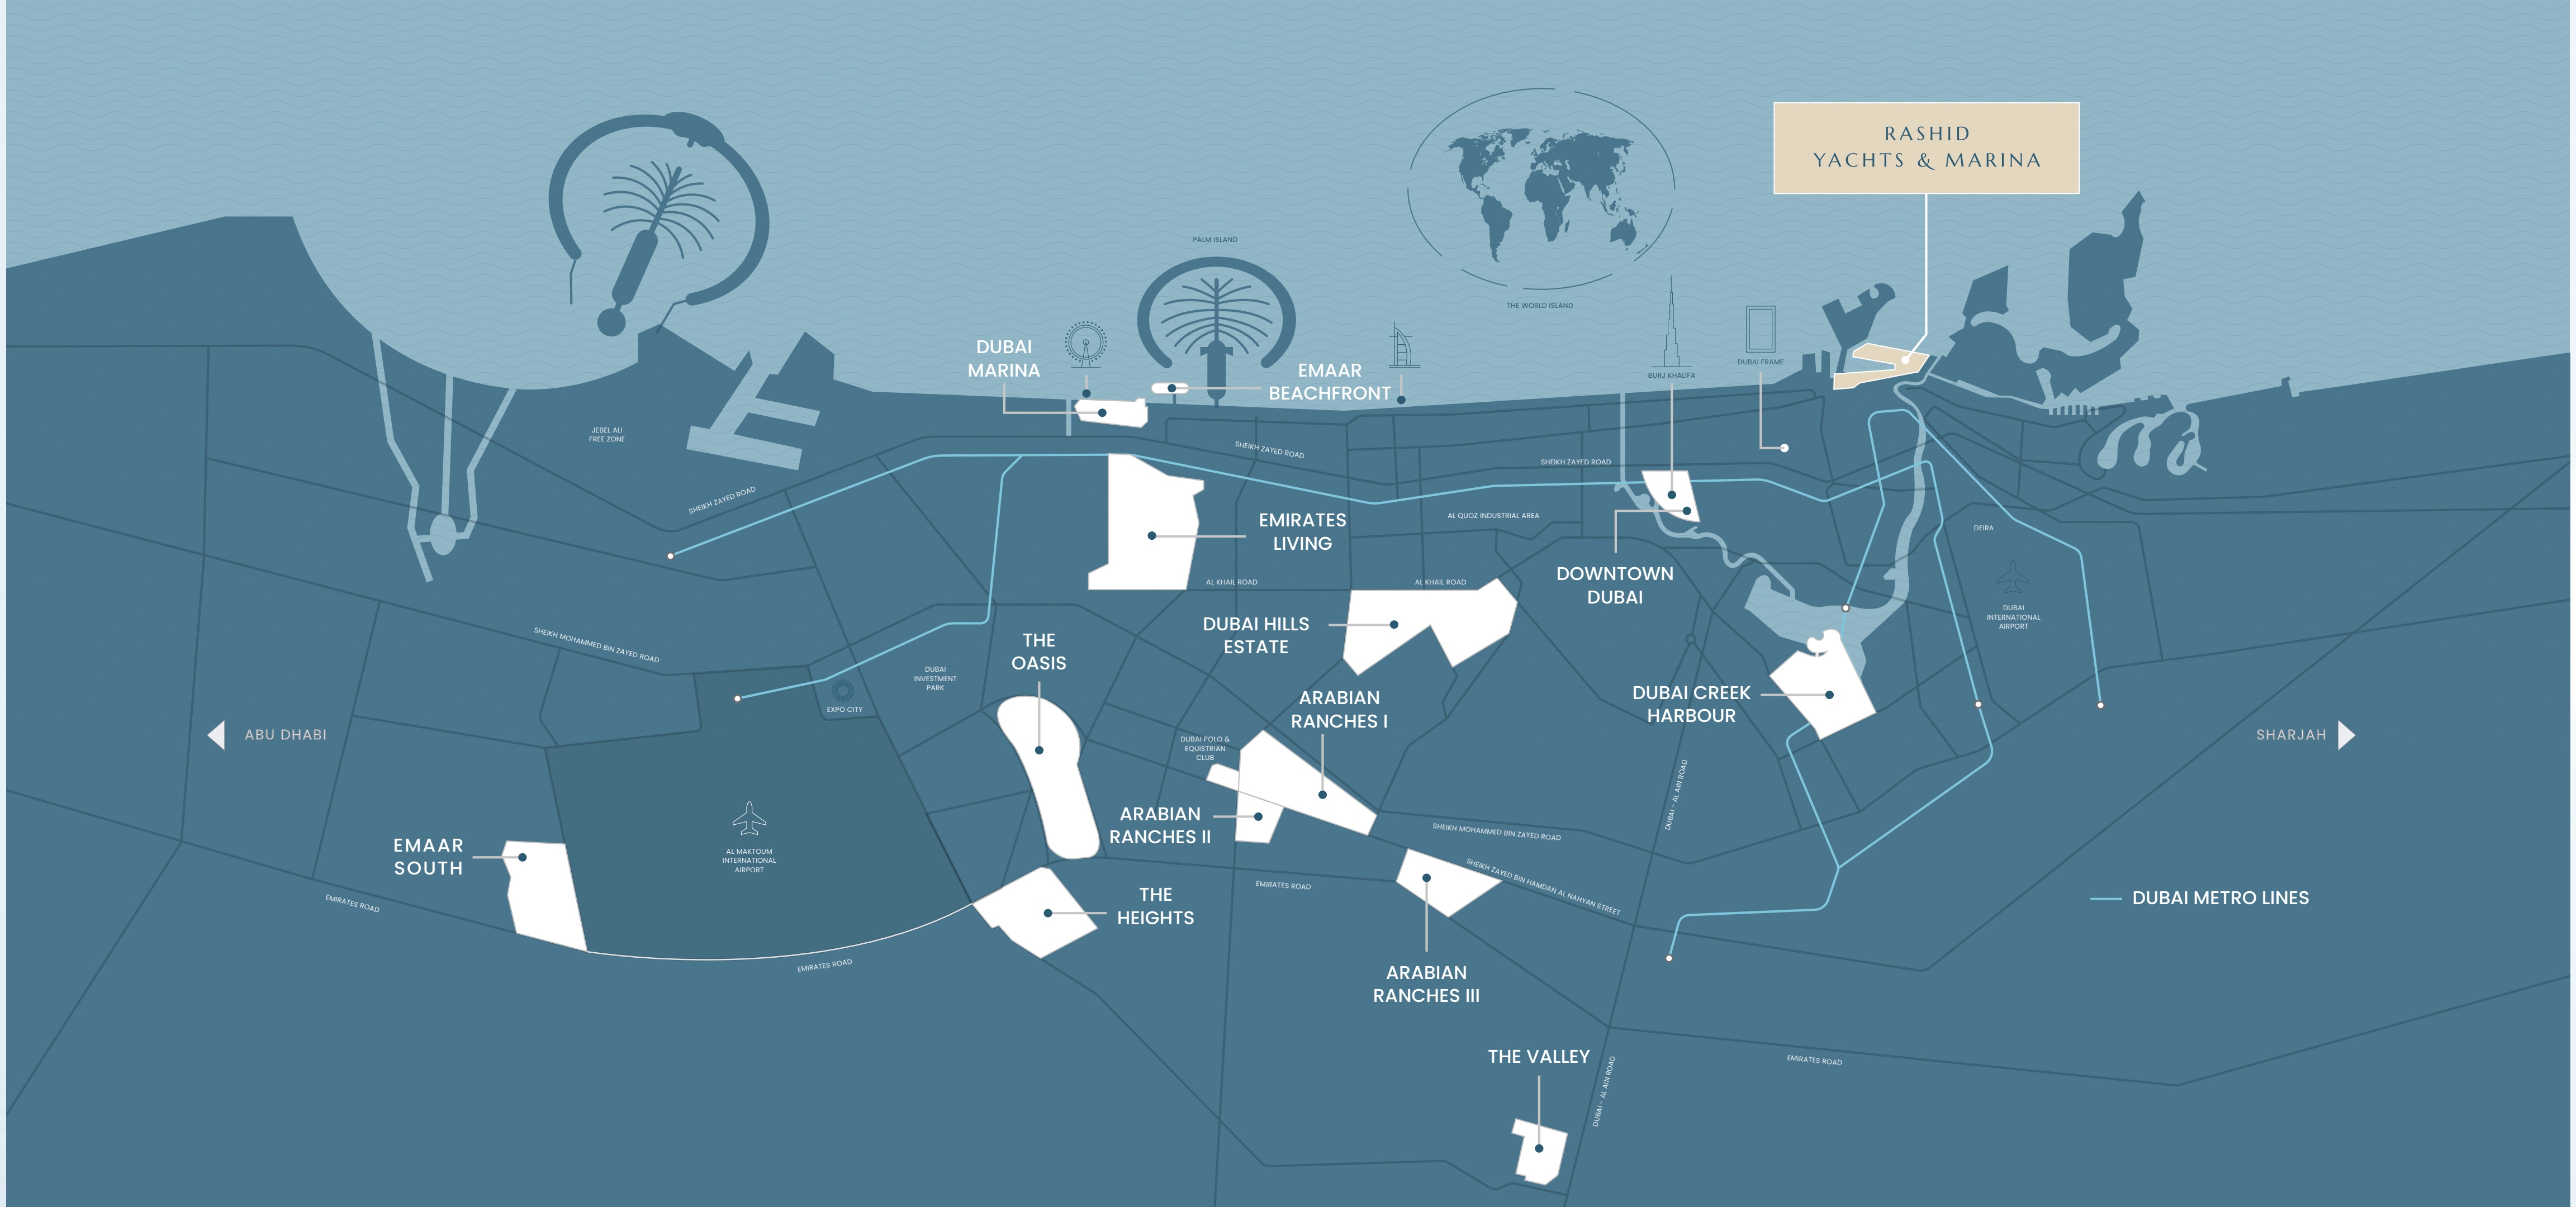 RASHID
YACHTS & MARINA
PALM ISLAND
THE WORLD ISLAND
DUBAI
MARINA
EMAAR
BEACHFRONT
BURJ KHALIFA
DUBAI FRAME
JEBEL ALI
FREE ZONE
SHEIKH ZAYED ROAD
SHEIKH ZAYED ROAD
SHEIKH ZAYED ROAD
AL QUOZ INDUSTRIAL AREA
EMIRATES
LIVING
DEIRA
AL KHAIL ROAD
AL KHAIL ROAD
DOWNTOWN
DUBAI
DUBAI
INTERNATIONAL
AIRPORT
DUBAI HILLS
ESTATE
SHEIKH MOHAMMED BIN ZAYED ROAD
THE
OASIS
DUBAI
INVESTMENT
PARK
EXPO CITY
ARABIAN
RANCHES I
DUBAI CREEK
HARBOUR
ABU DHABI
SHARJAH
DUBAI POLO &
EQUISTRIAN
CLUB
DUBAI - AL AIN ROAD
ARABIAN
RANCHES II
SHEIKH MOHAMMED BIN ZAYED ROAD
EMAAR
SOUTH
AL MAKTOUM
INTERNATIONAL
AIRPORT
SHEIKH ZAYED BIN HAMDAN AL NAHYAN STREET
EMIRATES ROAD
EMIRATES ROAD
THE
HEIGHTS
DUBAI METRO LINES
EMIRATES ROAD
ARABIAN
RANCHES III
THE VALLEY
EMIRATES ROAD
DUBAI - AL AIN ROAD